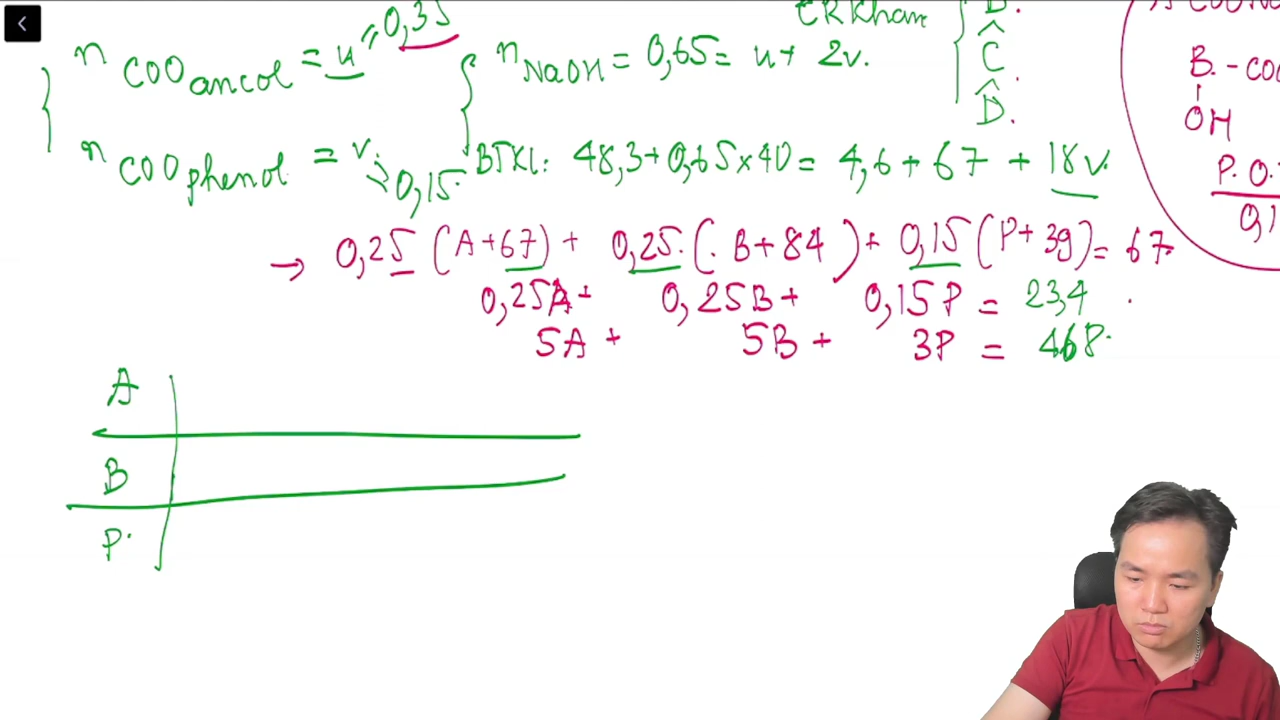 n COO ancol = u = 0,35
n NaOH = 0,65 = u + 2v.
CR Khan
B.
C
D.
B. - COO
OH
n COO phenol = v = 0,15.
BTKL: 48,3 + 0,65 x 40 = 4,6 + 67 + 18v.
→ 0,25 (A + 67) + 0,25. (. B + 84) + 0,15 (P + 39) = 67
0,25A + 0,25B + 0,15P = 23,4
5A + 5B + 3P = 468.
A
B
P.